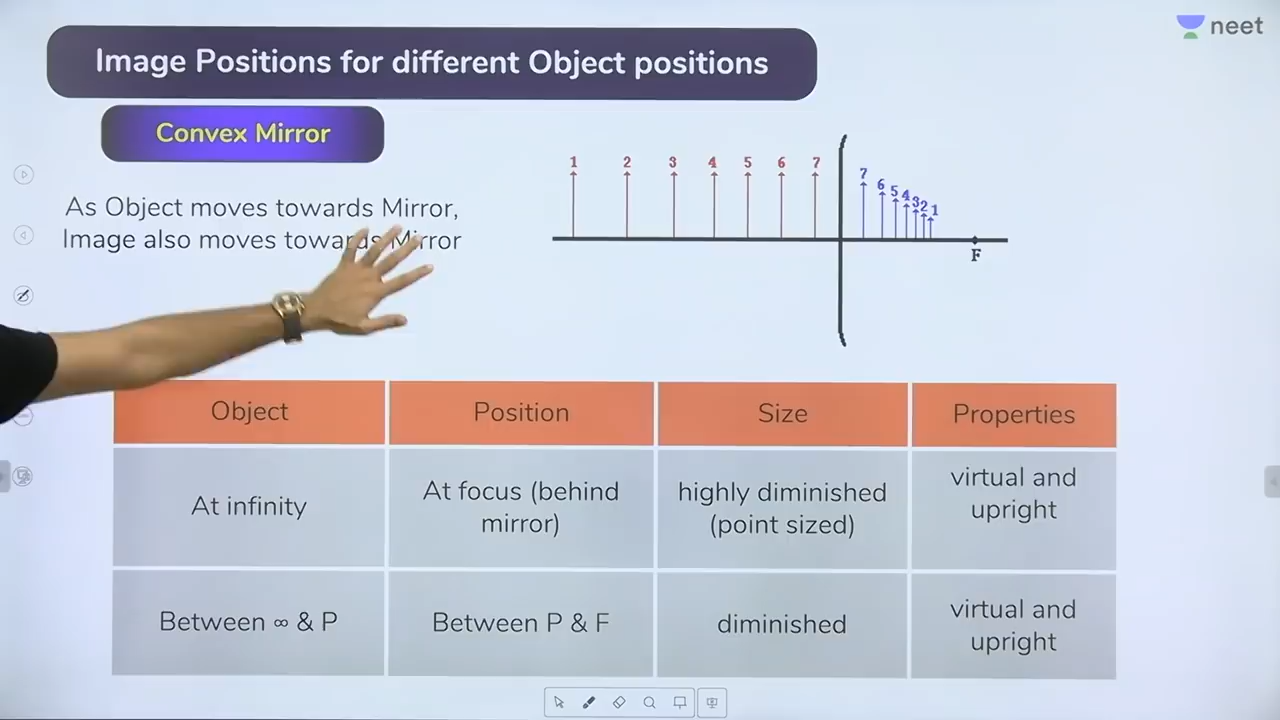 neet
Image Positions for different Object positions
Convex Mirror
As Object moves towards Mirror,
Image also moves towards Mirror
1 2 3 4 5 6 7
7 6 5 4 3 2 1
F
Object Position Size Properties
At infinity
At focus (behind
mirror)
highly diminished
(point sized)
virtual and
upright
Between ∞ & P
Between P & F
diminished
virtual and
upright